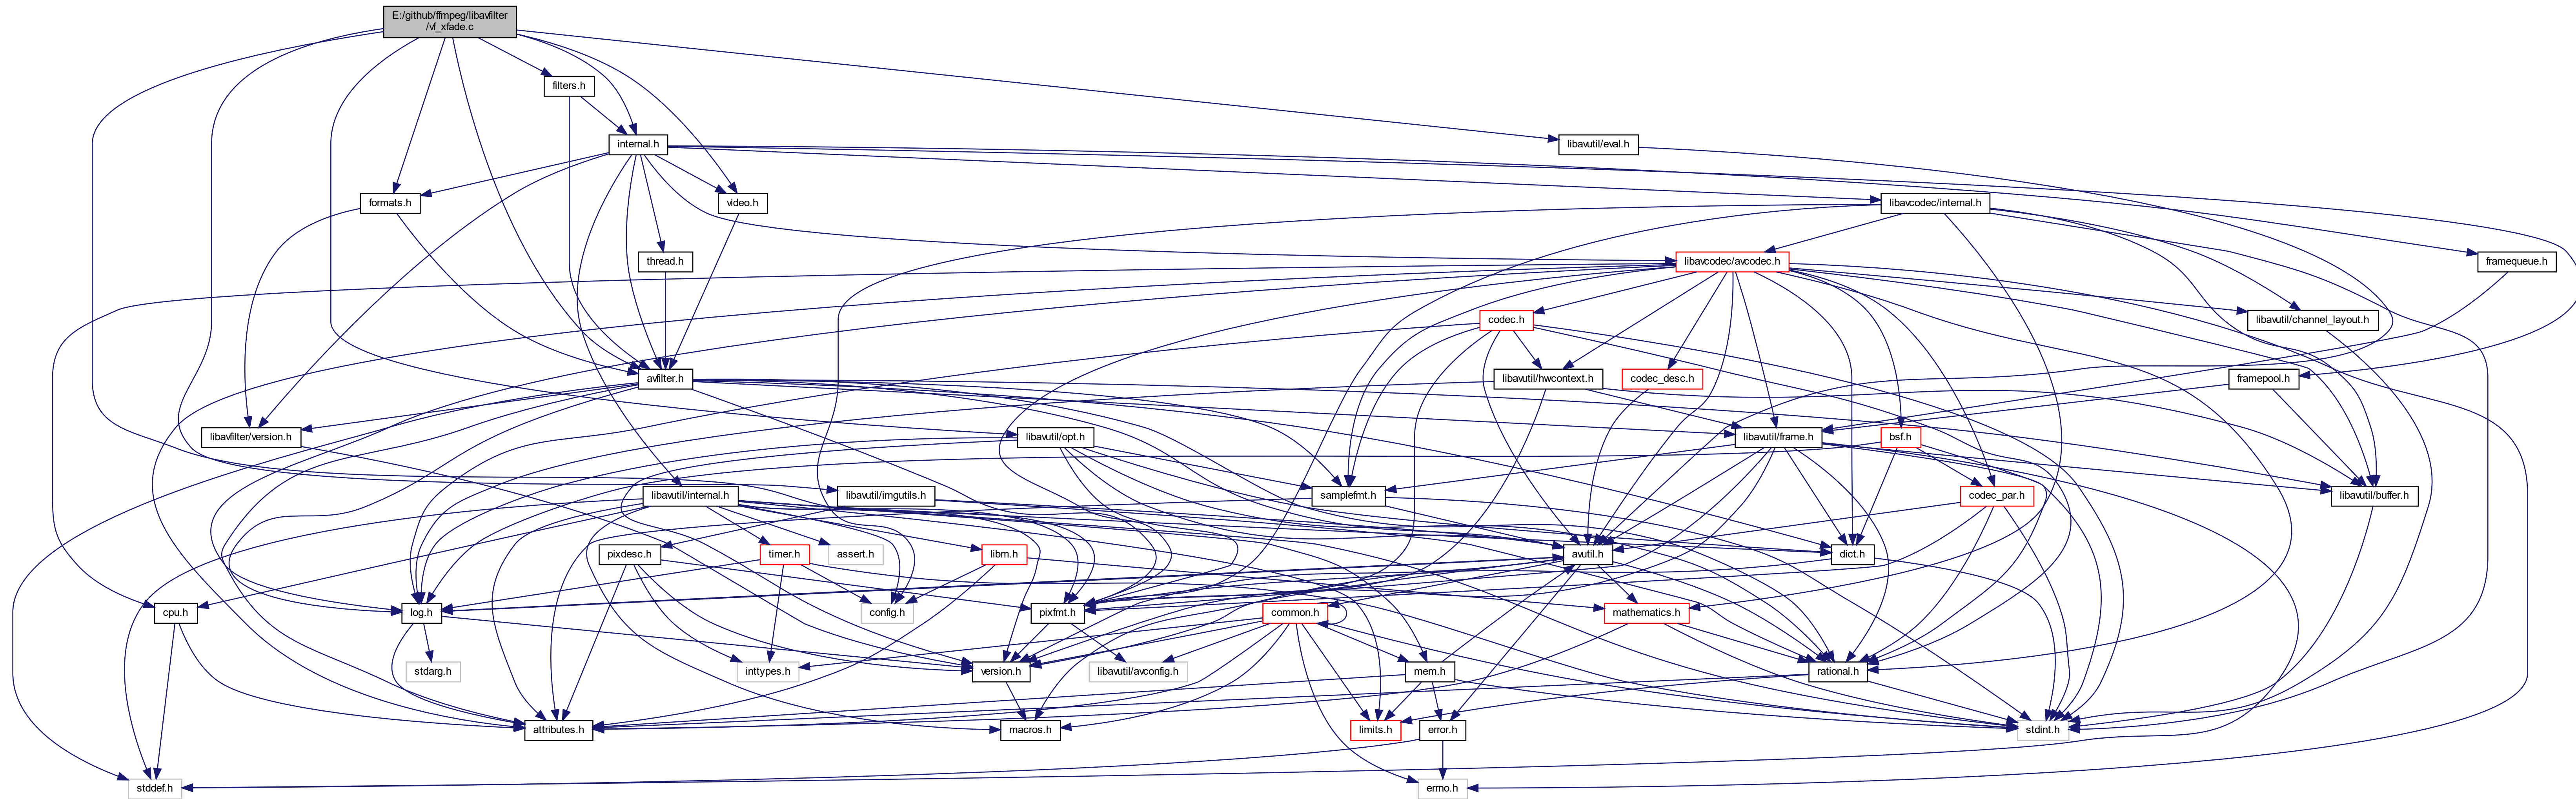 E:/github/ffmpeg/libavfilter
/vf_xfade.c
filters.h
internal.h
libavutil/eval.h
formats.h
video.h
libavcodec/internal.h
thread.h
libavcodec/avcodec.h
framequeue.h
codec.h
libavutil/channel_layout.h
avfilter.h
libavutil/hwcontext.h
codec_desc.h
framepool.h
libavfilter/version.h
libavutil/opt.h
libavutil/frame.h
bsf.h
libavutil/internal.h
libavutil/imgutils.h
samplefmt.h
codec_par.h
libavutil/buffer.h
pixdesc.h
timer.h
assert.h
libm.h
avutil.h
dict.h
cpu.h
log.h
config.h
pixfmt.h
common.h
mathematics.h
stdarg.h
inttypes.h
version.h
libavutil/avconfig.h
mem.h
rational.h
attributes.h
macros.h
limits.h
error.h
stdint.h
stddef.h
errno.h